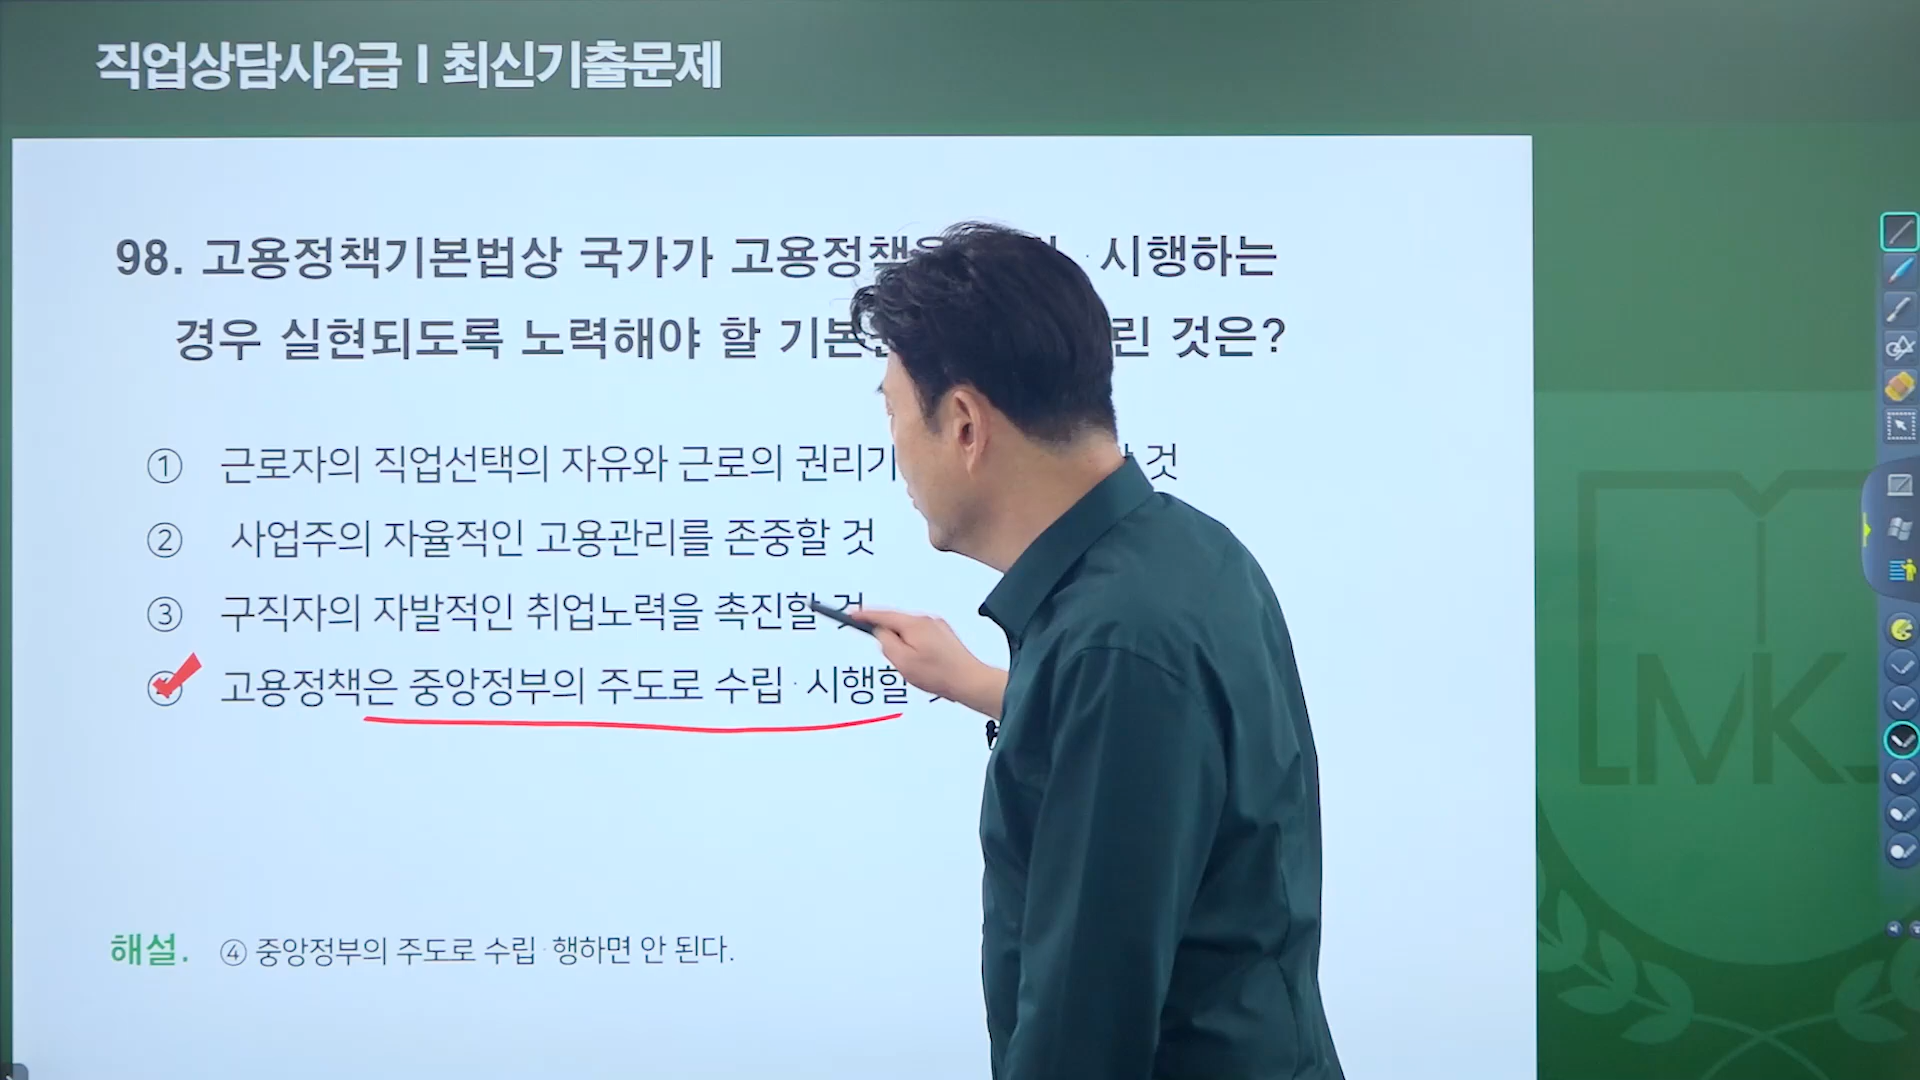 직업상담사2급 I 최신기출문제
98. 고용정책기본법상 국가가 고용정책을 시행하는
경우 실현되도록 노력해야 할 기본 린 것은?
① 근로자의 직업선택의 자유와 근로의 권리가 것
② 사업주의 자율적인 고용관리를 존중할 것
③ 구직자의 자발적인 취업노력을 촉진할 것
④ 고용정책은 중앙정부의 주도로 수립·시행할
해설. ④ 중앙정부의 주도로 수립·행하면 안 된다.
MK